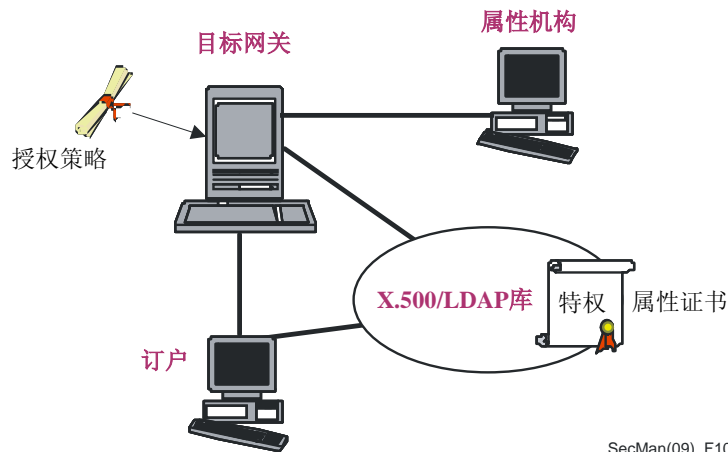 属性机构
目标网关
授权策略
X.500/LDAP库
特权
属性证书
订户
SecMan(09)_F10